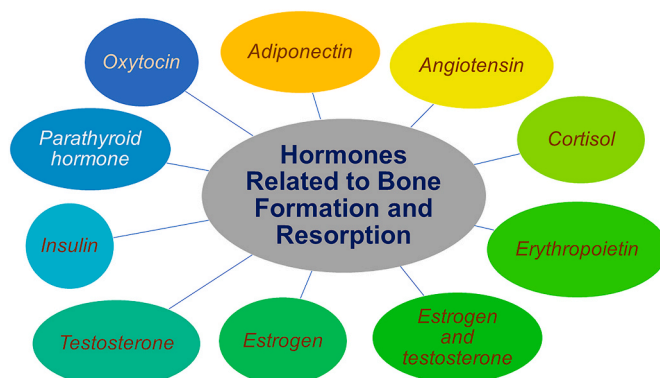 Oxytocin
Adiponectin
Angiotensin
Parathyroid
hormone
Hormones
Related to Bone
Formation and
Resorption
Cortisol
Insulin
Erythropoietin
Testosterone
Estrogen
Estrogen
and
testosterone